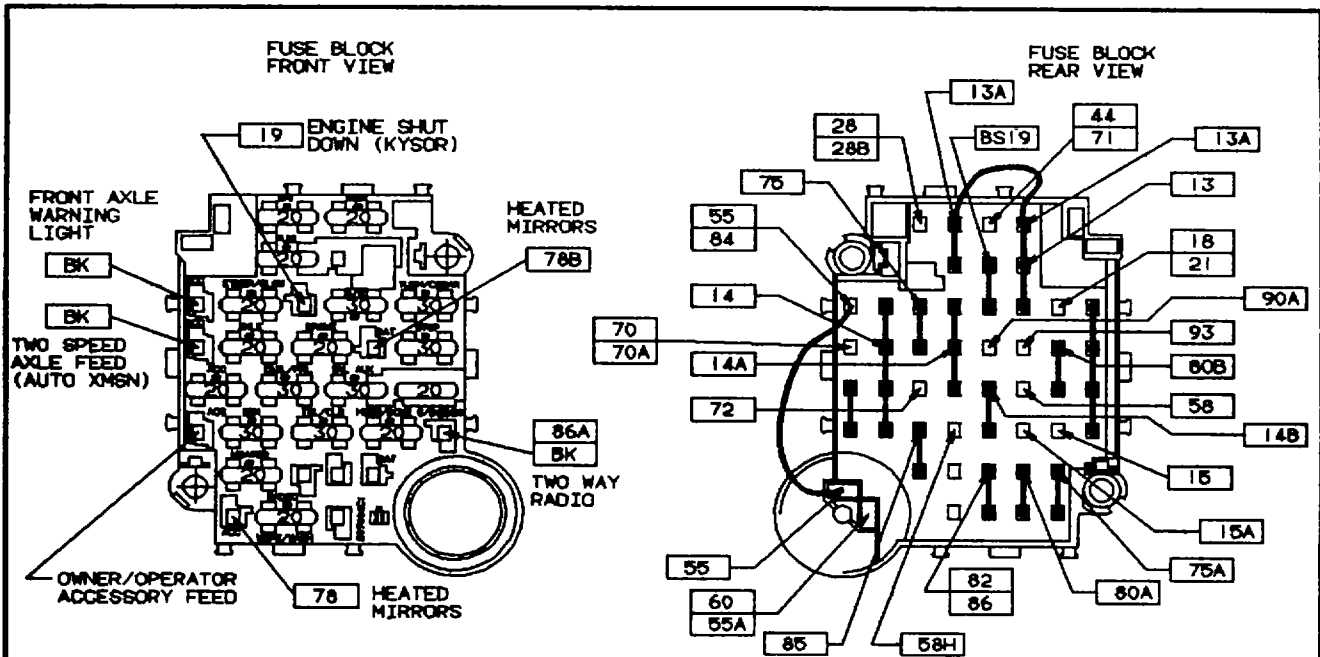 FUSE BLOCK
FRONT VIEW
19
ENGINE SHUT
DOWN (KYSOR)
FRONT AXLE
WARNING
LIGHT
BK
BK
TWO SPEED
AXLE FEED
(AUTO XMSN)
HEATED
MIRRORS
78B
20
20
20
20
20
20
30
20
30
30
20
30
30
20
20
20
86A
BK
TWO WAY
RADIO
OWNER/OPERATOR
ACCESSORY FEED
78
HEATED
MIRRORS
FUSE BLOCK
REAR VIEW
13A
28
28B
BS19
44
71
13A
75
13
55
84
18
21
14
90A
70
70A
93
14A
80B
72
58
14B
15
15A
55
82
86
75A
60
55A
80A
85
58H